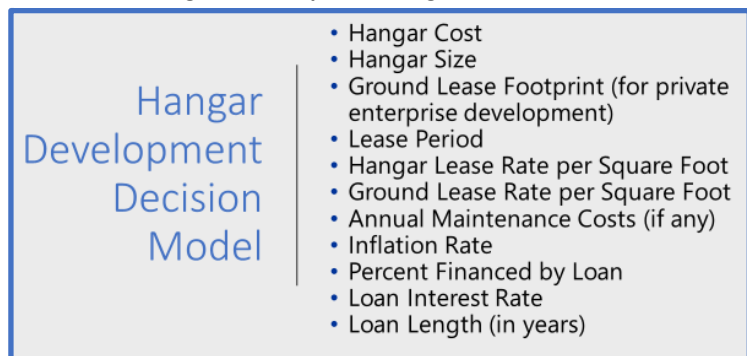 Hangar
Development
Decision
Model
• Hangar Cost
• Hangar Size
• Ground Lease Footprint (for private
enterprise development)
• Lease Period
• Hangar Lease Rate per Square Foot
• Ground Lease Rate per Square Foot
• Annual Maintenance Costs (if any)
• Inflation Rate
• Percent Financed by Loan
• Loan Interest Rate
• Loan Length (in years)